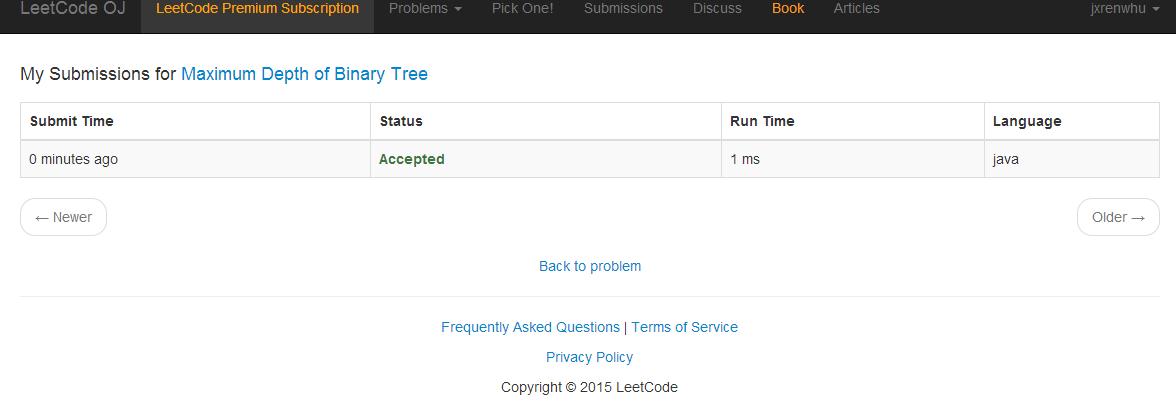 LeetCode OJ LeetCode Premium Subscription Problems Pick One! Submissions Discuss Book Articles jxrenwhu
My Submissions for Maximum Depth of Binary Tree
Submit Time Status Run Time Language
0 minutes ago Accepted 1 ms java
← Newer Older →
Back to problem
Frequently Asked Questions | Terms of Service
Privacy Policy
Copyright © 2015 LeetCode